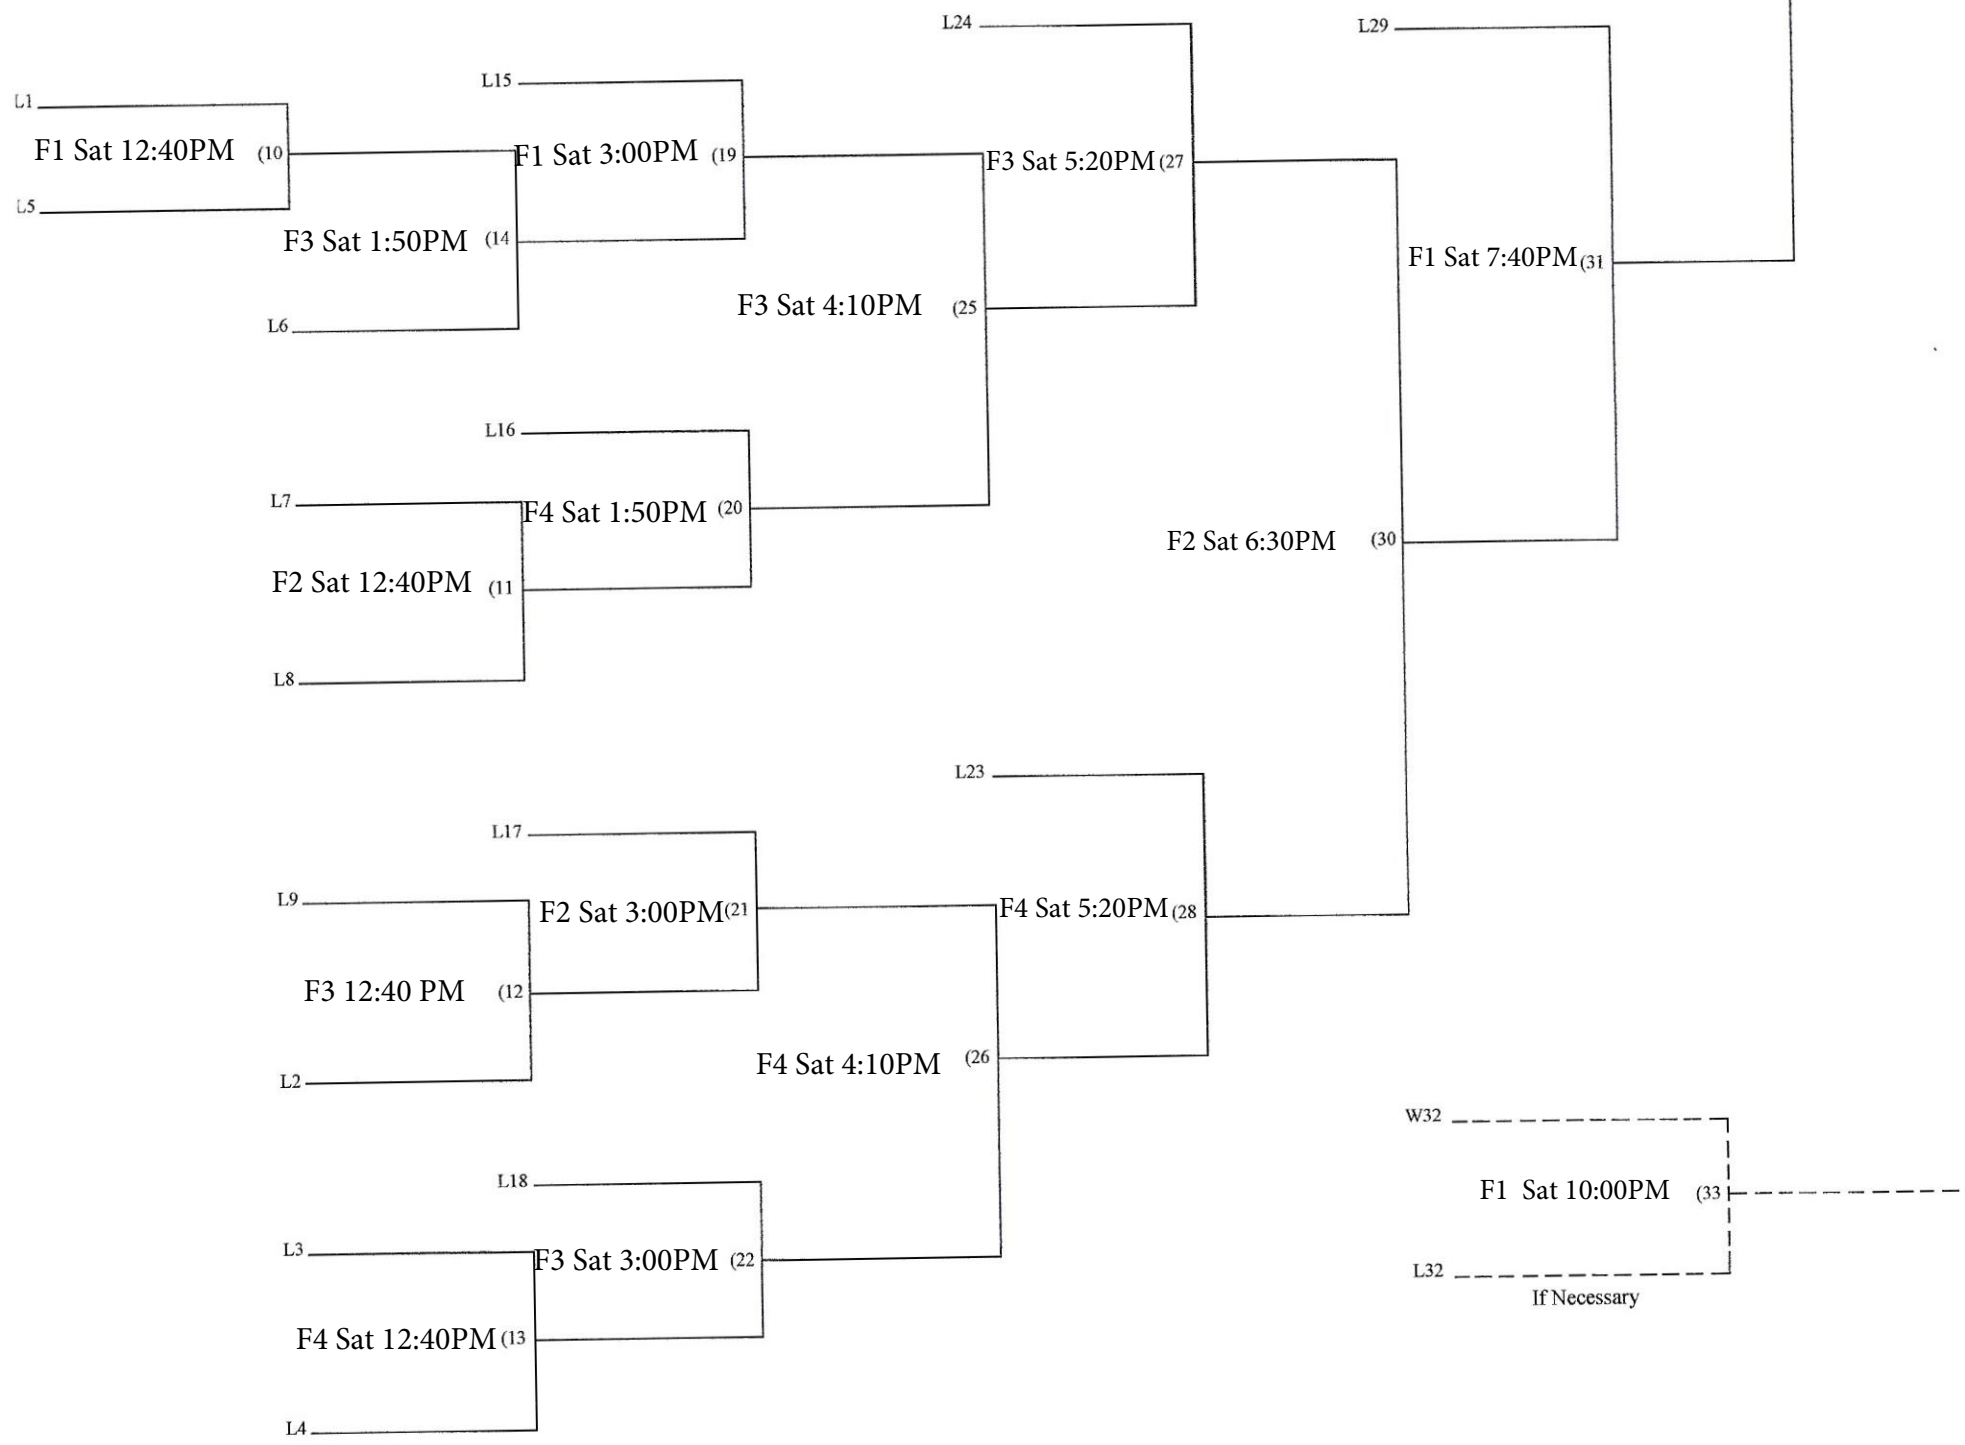 L24
L29
L15
L1
F1 Sat 12:40PM (10
F1 Sat 3:00PM (19
F3 Sat 5:20PM (27
L5
F3 Sat 1:50PM (14
F1 Sat 7:40PM (31
L6
F3 Sat 4:10PM (25
L16
L7
F4 Sat 1:50PM (20
F2 Sat 6:30PM (30
F2 Sat 12:40PM (11
L8
L23
L17
L9
F2 Sat 3:00PM (21
F4 Sat 5:20PM (28
F3 12:40 PM (12
L2
F4 Sat 4:10PM (26
W32
L18
F1 Sat 10:00PM (33
L3
F3 Sat 3:00PM (22
L32
If Necessary
F4 Sat 12:40PM (13
L4